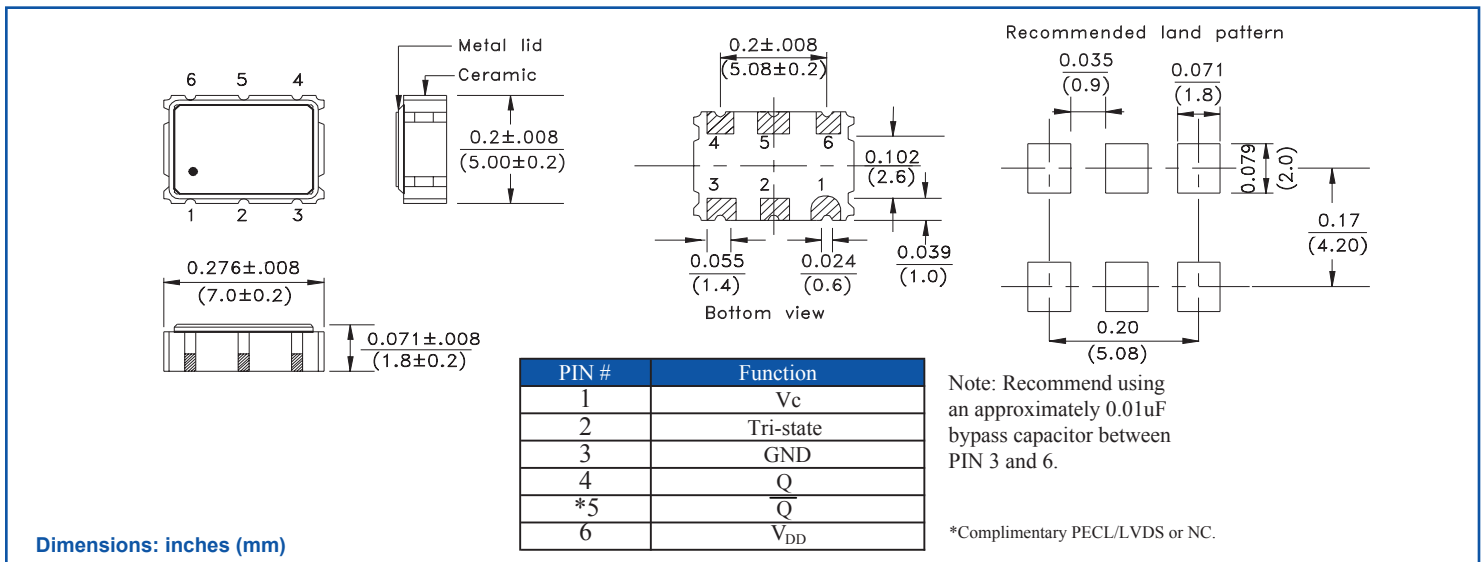 Metal lid
Ceramic
6 5 4
1 2 3
0.2±.008
(5.00±0.2)
0.276±.008
(7.0±0.2)
0.071±.008
(1.8±0.2)
0.2±.008
(5.08±0.2)
4 5 6
3 2 1
0.102
(2.6)
0.055
(1.4)
0.024
(0.6)
0.039
(1.0)
Bottom view
Recommended land pattern
0.035
(0.9)
0.071
(1.8)
0.079
(2.0)
0.17
(4.20)
0.20
(5.08)
PIN # Function
1 Vc
2 Tri-state
3 GND
4 Q
*5 Q̅
6 VDD
Note: Recommend using
an approximately 0.01uF
bypass capacitor between
PIN 3 and 6.
*Complimentary PECL/LVDS or NC.
Dimensions: inches (mm)